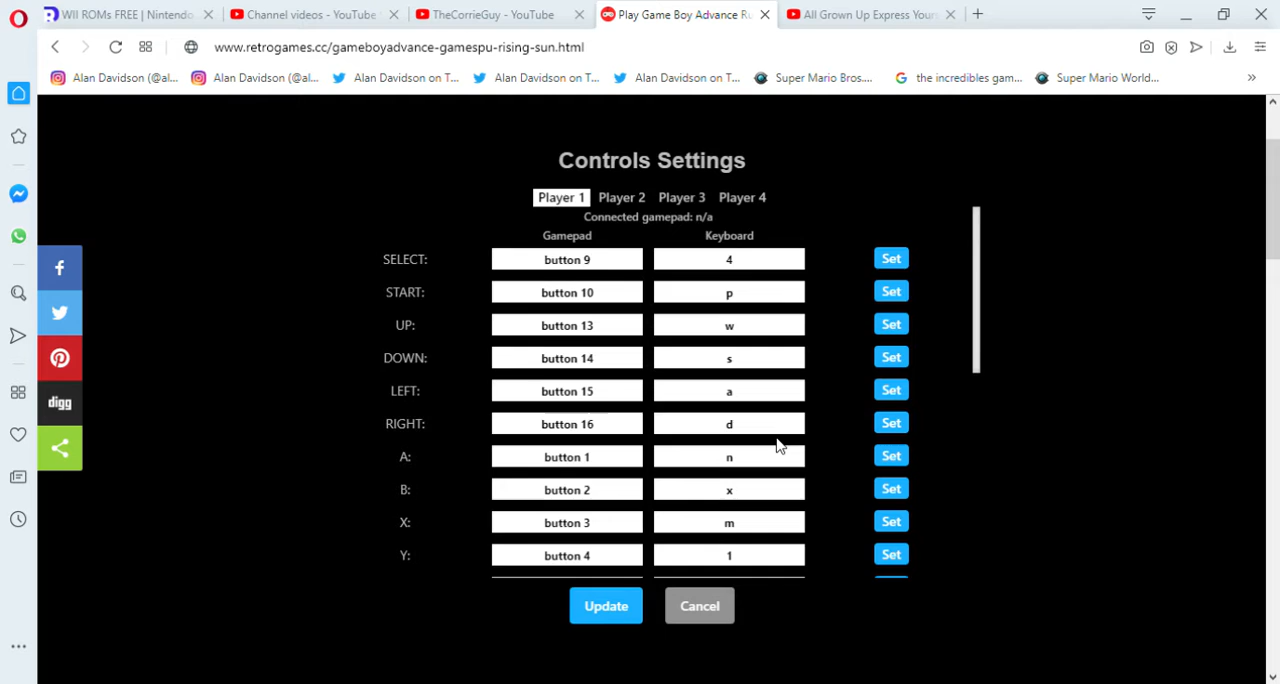 WII ROMs FREE | Nintendo
Channel videos - YouTube
TheCorrieGuy - YouTube
Play Game Boy Advance Ru
All Grown Up Express Yours
www.retrogames.cc/gameboyadvance-gamespu-rising-sun.html
Alan Davidson (@al...
Alan Davidson (@al...
Alan Davidson on T...
Alan Davidson on T...
Alan Davidson on T...
Super Mario Bros....
the incredibles gam...
Super Mario World...
»
Controls Settings
Player 1 Player 2 Player 3 Player 4
Connected gamepad: n/a
Gamepad Keyboard
SELECT: button 9 4 Set
START: button 10 p Set
UP: button 13 w Set
DOWN: button 14 s Set
LEFT: button 15 a Set
RIGHT: button 16 d Set
A: button 1 n Set
B: button 2 x Set
X: button 3 m Set
Y: button 4 1 Set
Update Cancel
digg